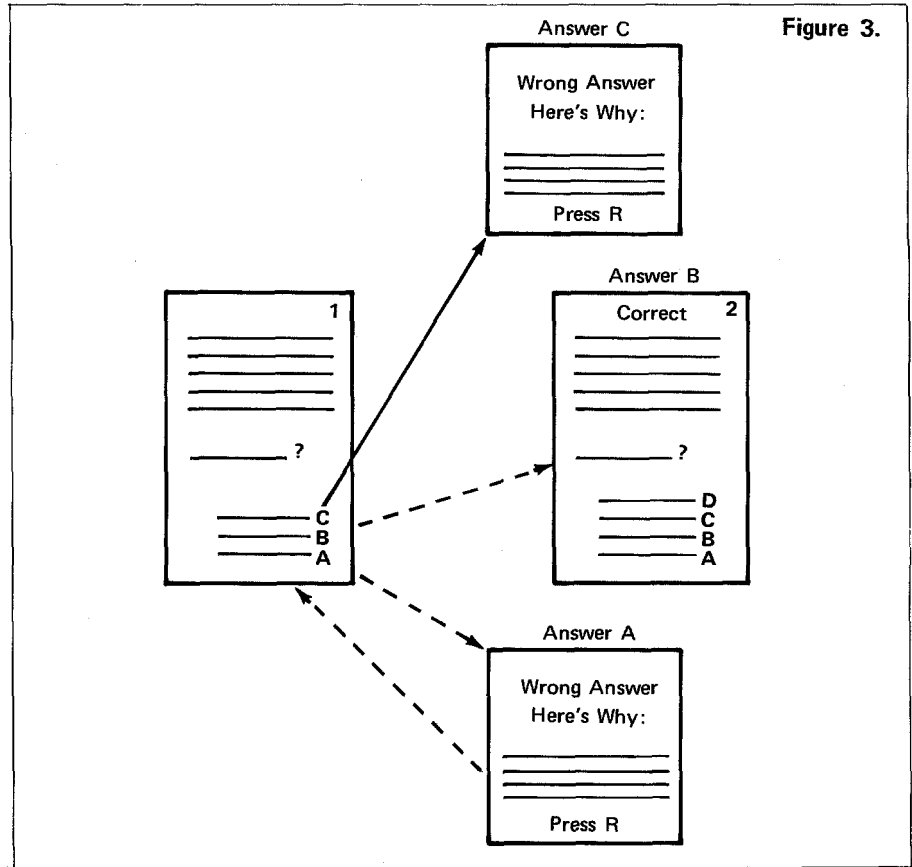 Figure 3.
Answer C
Wrong Answer
Here's Why:
Press R
1
?
C
B
A
Answer B
Correct 2
?
D
C
B
A
Answer A
Wrong Answer
Here's Why:
Press R